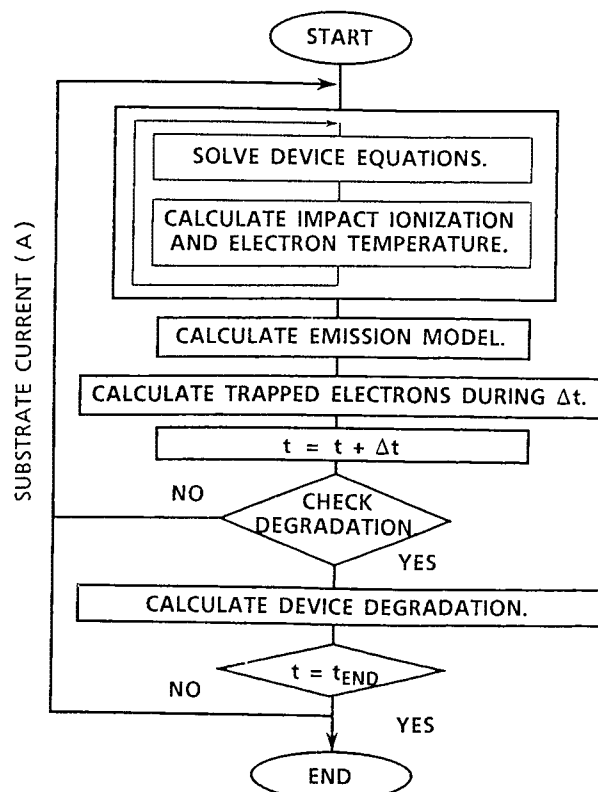 START
SOLVE DEVICE EQUATIONS.
CALCULATE IMPACT IONIZATION
AND ELECTRON TEMPERATURE.
SUBSTRATE CURRENT (A)
CALCULATE EMISSION MODEL.
CALCULATE TRAPPED ELECTRONS DURING Δt.
t = t + Δt
NO
CHECK
DEGRADATION.
YES
CALCULATE DEVICE DEGRADATION.
t = tEND
NO
YES
END